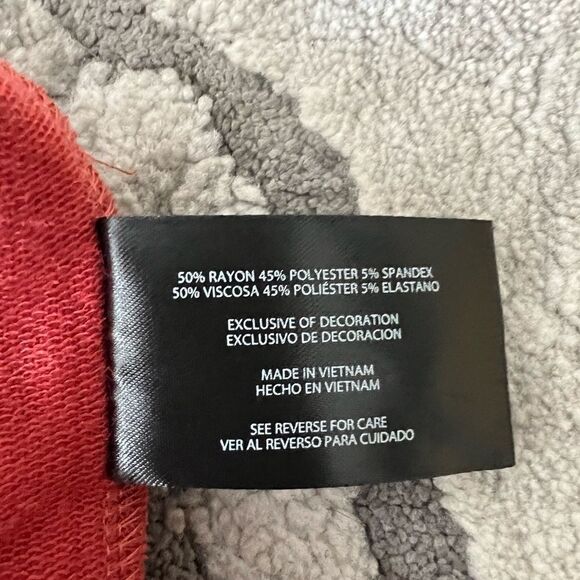 50% RAYON 45% POLYESTER 5% SPANDEX
50% VISCOSA 45% POLIÉSTER 5% ELASTANO
EXCLUSIVE OF DECORATION
EXCLUSIVO DE DECORACION
MADE IN VIETNAM
HECHO EN VIETNAM
SEE REVERSE FOR CARE
VER AL REVERSO PARA CUIDADO